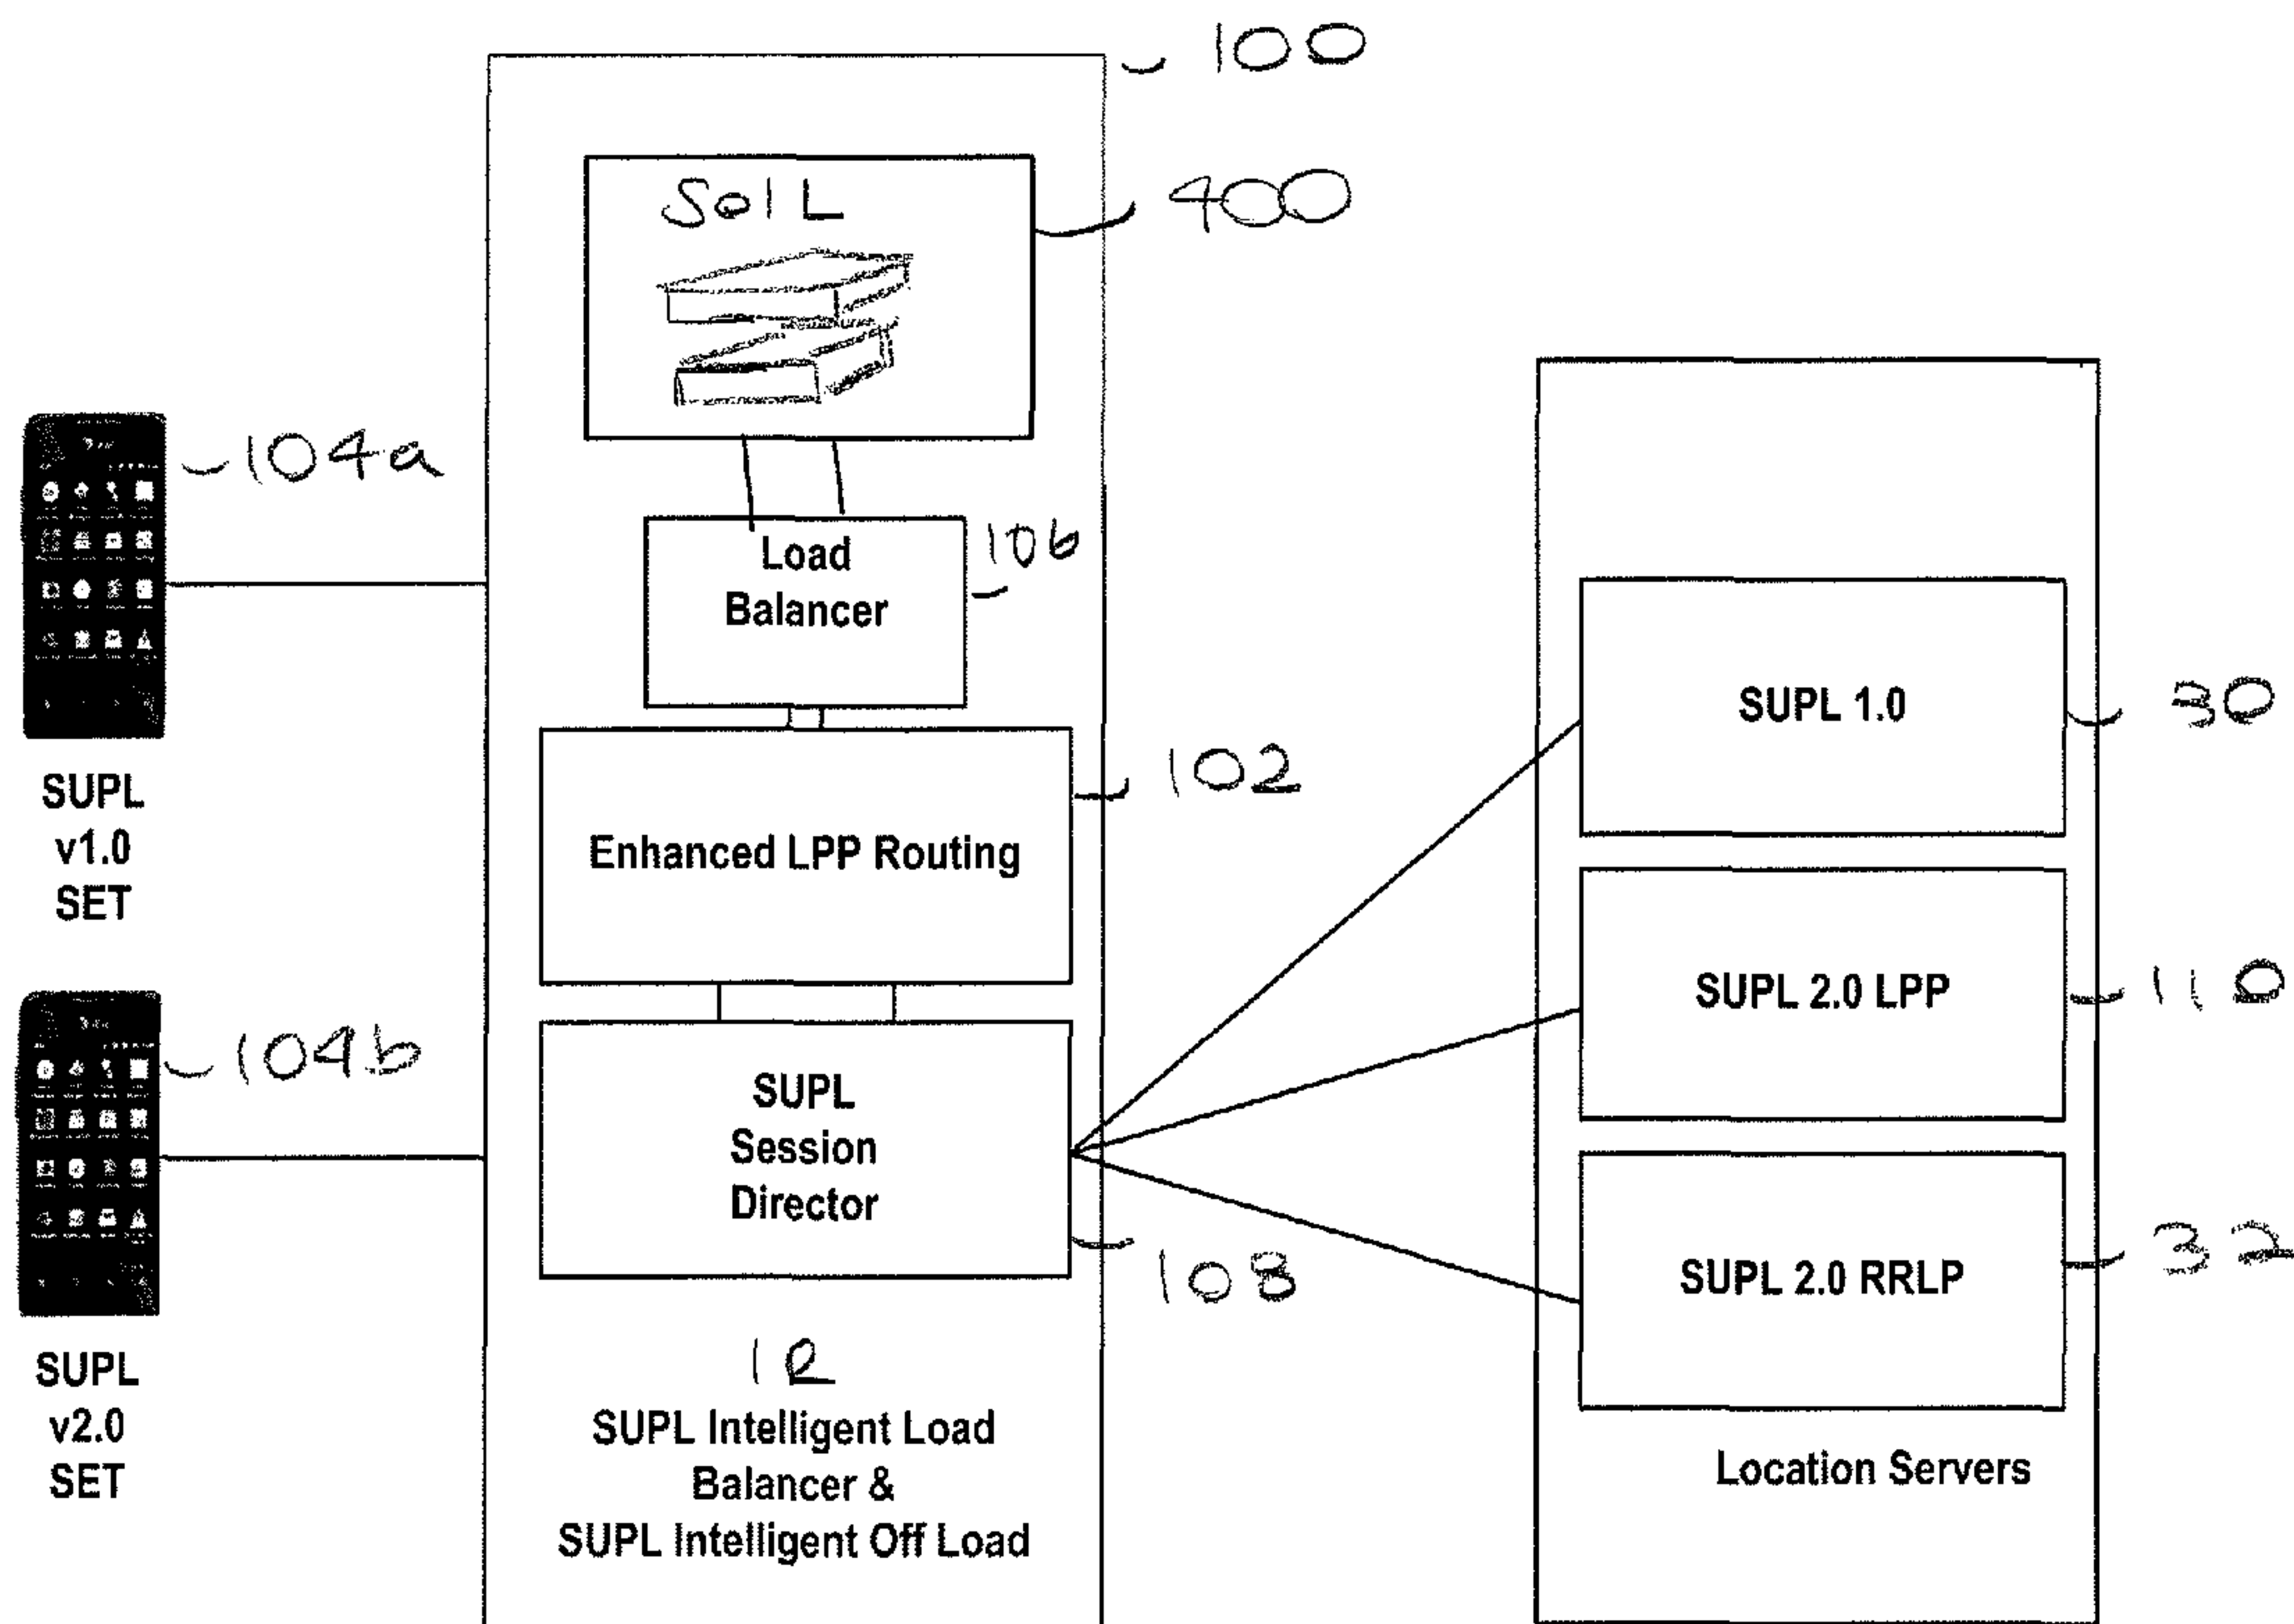 100
SoIL
400
104a
Load
Balancer
106
SUPL
v1.0
SET
102
Enhanced LPP Routing
104b
SUPL
Session
Director
108
SUPL
v2.0
SET
SUPL Intelligent Load
Balancer &
SUPL Intelligent Off Load
SUPL 1.0
30
SUPL 2.0 LPP
110
SUPL 2.0 RRLP
32
Location Servers